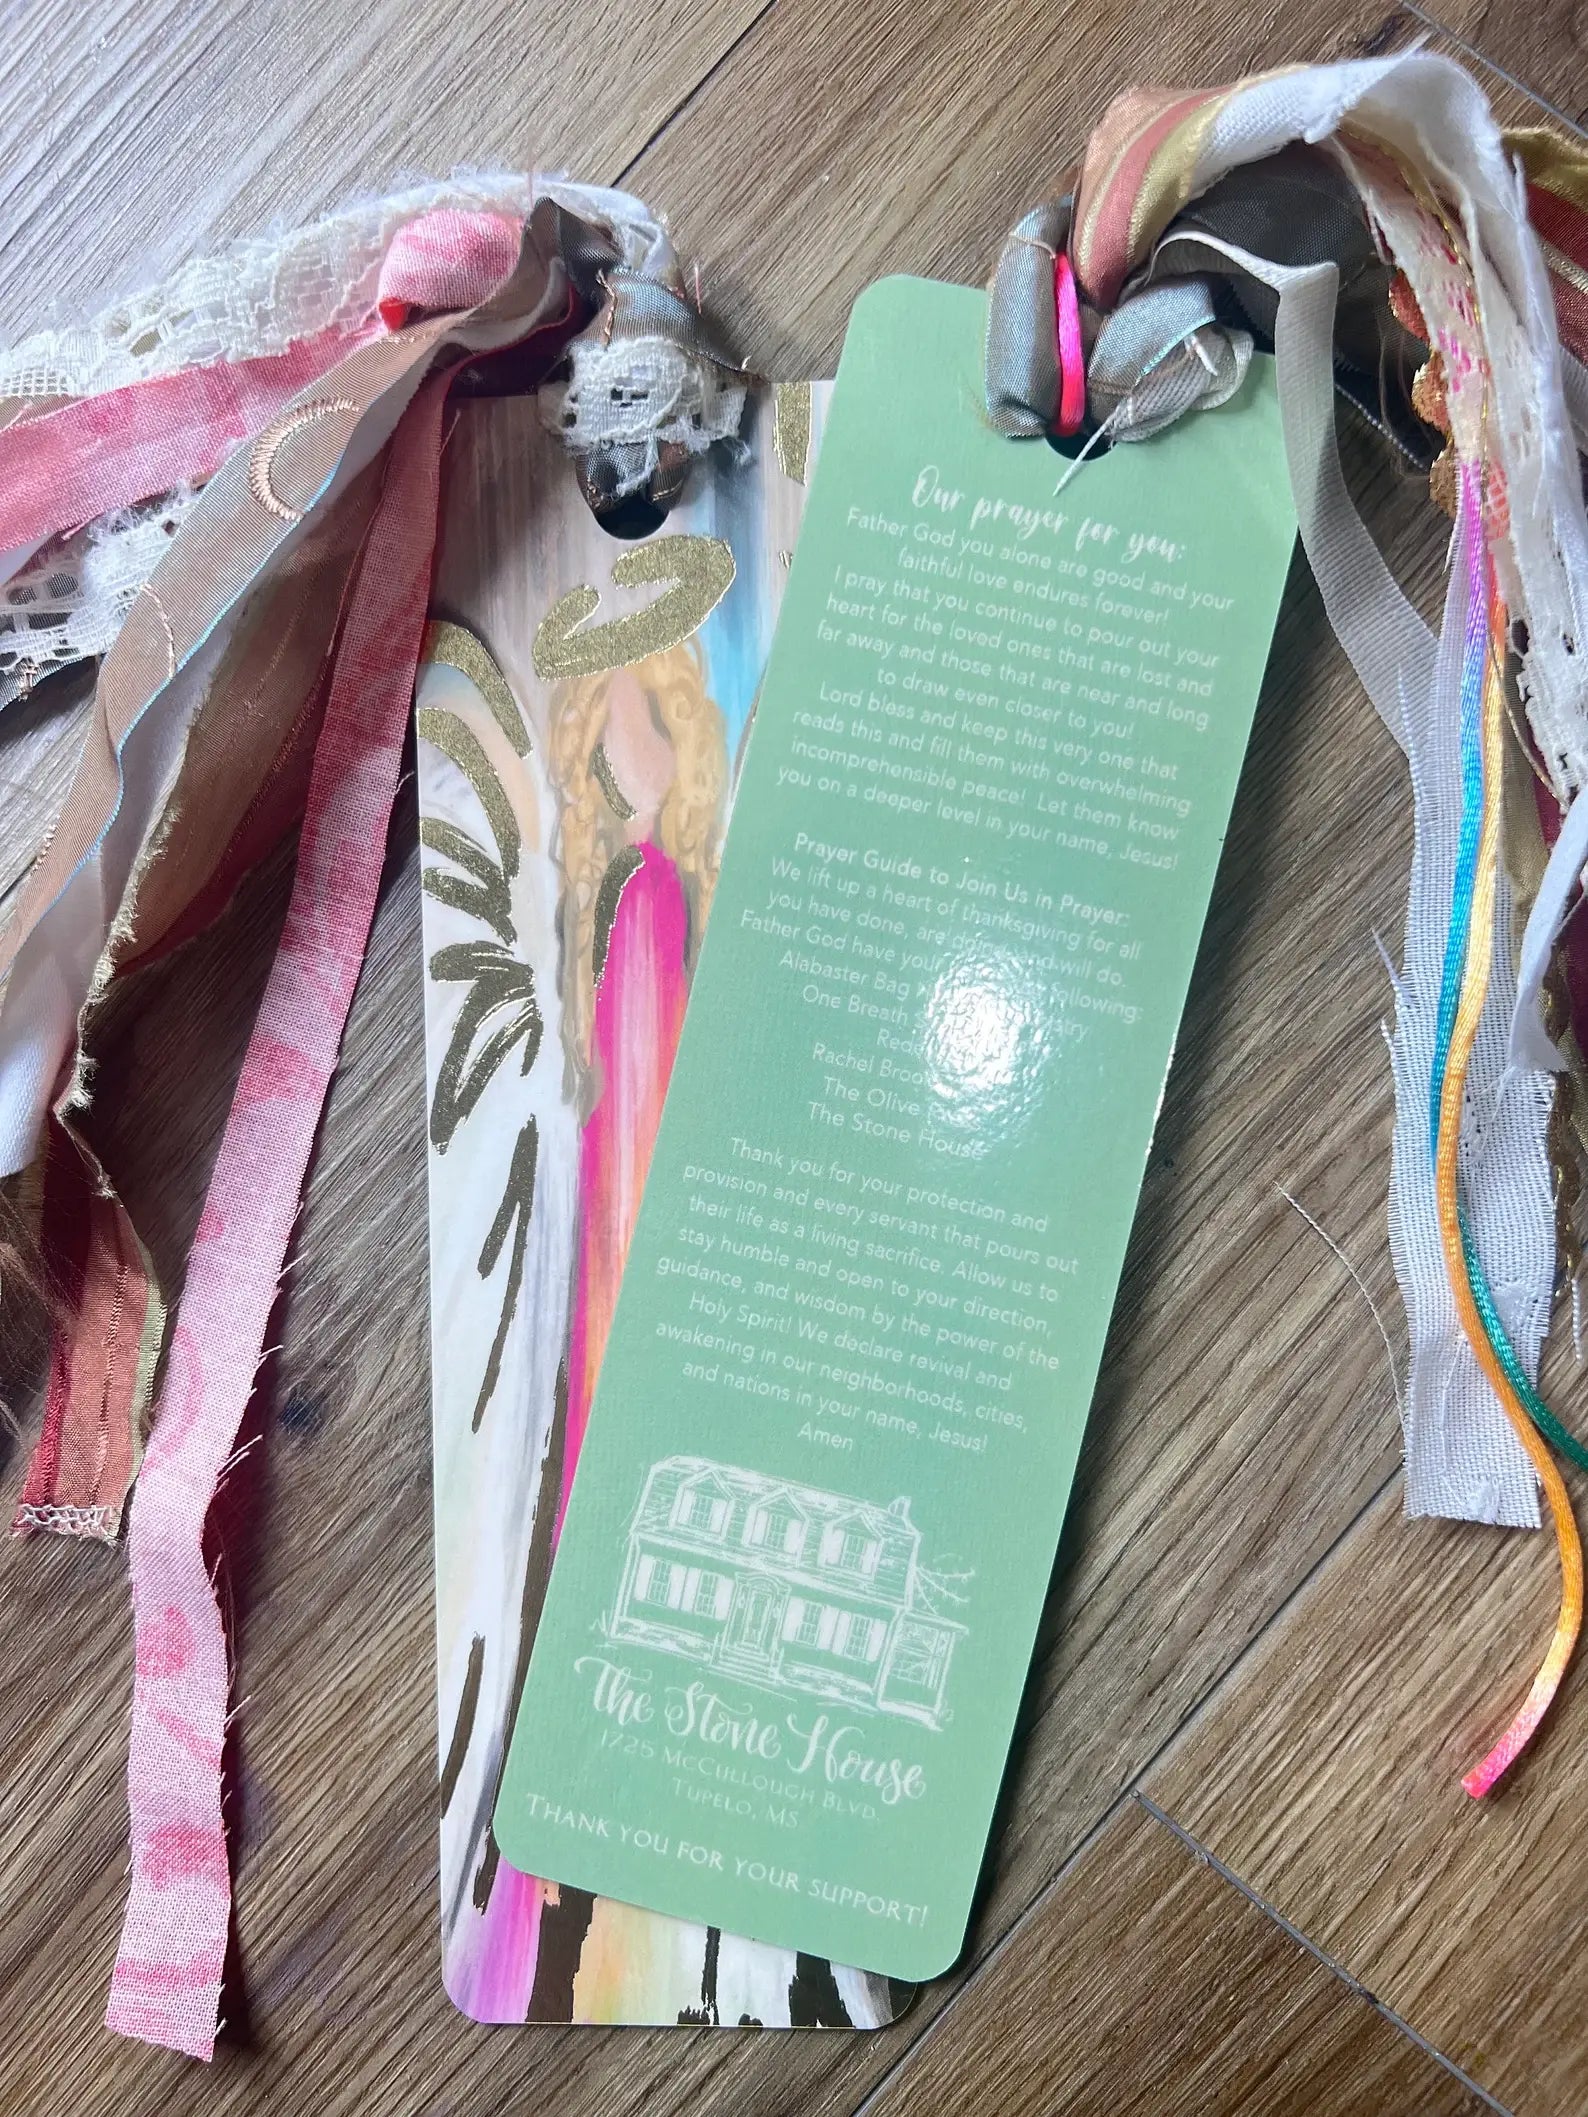 Our prayer for you:
Father God you alone are good and your
faithful love endures forever!
I pray that you continue to pour out your
heart for the loved ones that are lost and
far away and those that are near and long
to draw even closer to you!
Lord bless and keep this very one that
reads this and fill them with overwhelming
incomprehensible peace! Let them know
you on a deeper level in your name, Jesus!
Prayer Guide to Join Us in Prayer:
We lift up a heart of thanksgiving for all
you have done, are doing and will do.
Father God have your following:
Alabaster Bag
One Breath
Rachel
The Olive
The Stone House
Thank you for your protection and
provision and every servant that pours out
their life as a living sacrifice. Allow us to
stay humble and open to your direction,
guidance, and wisdom by the power of the
Holy Spirit! We declare revival and
awakening in our neighborhoods, cities,
and nations in your name, Jesus!
Amen
The Stone House
1725 McCullough Blvd.
Tupelo, MS
Thank you for your support!